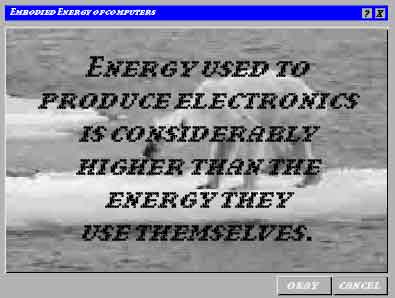 EMBODIED ENERGY OF COMPUTERS
? X
ENERGY USED TO
PRODUCE ELECTRONICS
IS CONSIDERABLY
HIGHER THAN THE
ENERGY THEY
USE THEMSELVES.
OKAY CANCEL